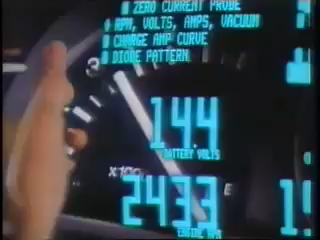 ZERO CURRENT PROBE
RPM, VOLTS, AMPS, VACUUM
CHARGE AMP CURVE
DIODE PATTERN
3
14.4
BATTERY VOLTS
X100
2433
E
ENGINE RPM